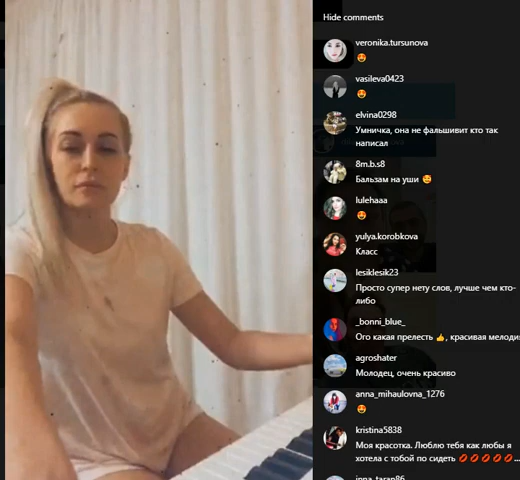 Hide comments
veronika.tursunova
😍
vasileva0423
😍
elvina0298
Умничка, она не фальшивит кто так
написал
8m.b.s8
Бальзам на уши 🥰
lulehaaa
😍
yulya.korobkova
Класс
lesiklesik23
Просто супер нету слов, лучше чем кто-
либо
_bonni_blue_
Ого какая прелесть 👍, красивая мелодия
agroshater
Молодец, очень красиво
anna_mihaulovna_1276
😍
kristina5838
Моя красотка. Люблю тебя как любы я
хотела с тобой по сидеть 💋💋💋💋💋...
inna_taran86